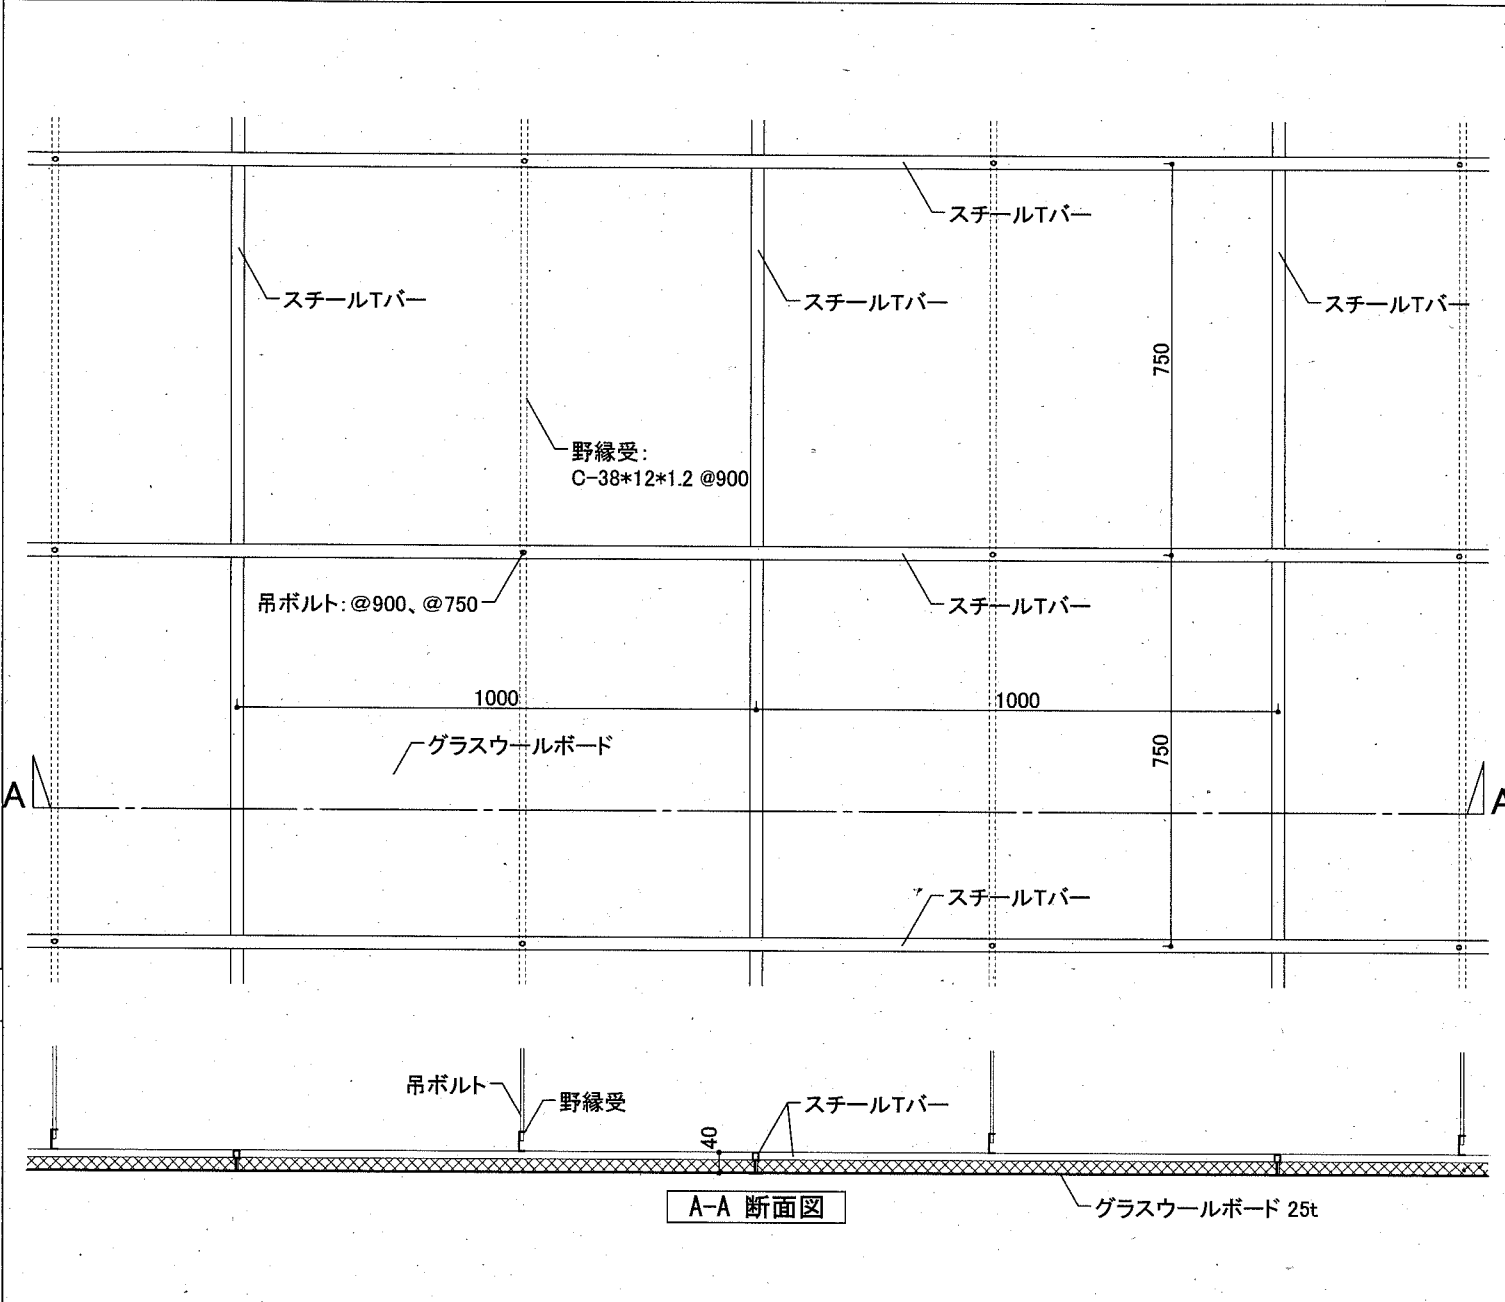 スチールTバー
スチールTバー
スチールTバー
スチールTバー
750
野縁受:
C-38*12*1.2 @900
吊ボルト:@900、@750
スチールTバー
1000
1000
グラスウールボード
750
A
A
スチールTバー
吊ボルト
野縁受
スチールTバー
40
A-A 断面図
グラスウールボード 25t